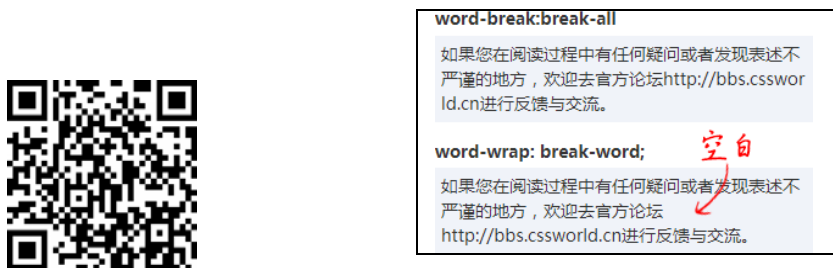 word-break:break-all
如果您在阅读过程中有任何疑问或者发现表述不
严谨的地方，欢迎去官方论坛http://bbs.csswor
ld.cn进行反馈与交流。
word-wrap: break-word;
空白
如果您在阅读过程中有任何疑问或者发现表述不
严谨的地方，欢迎去官方论坛
http://bbs.cssworld.cn进行反馈与交流。